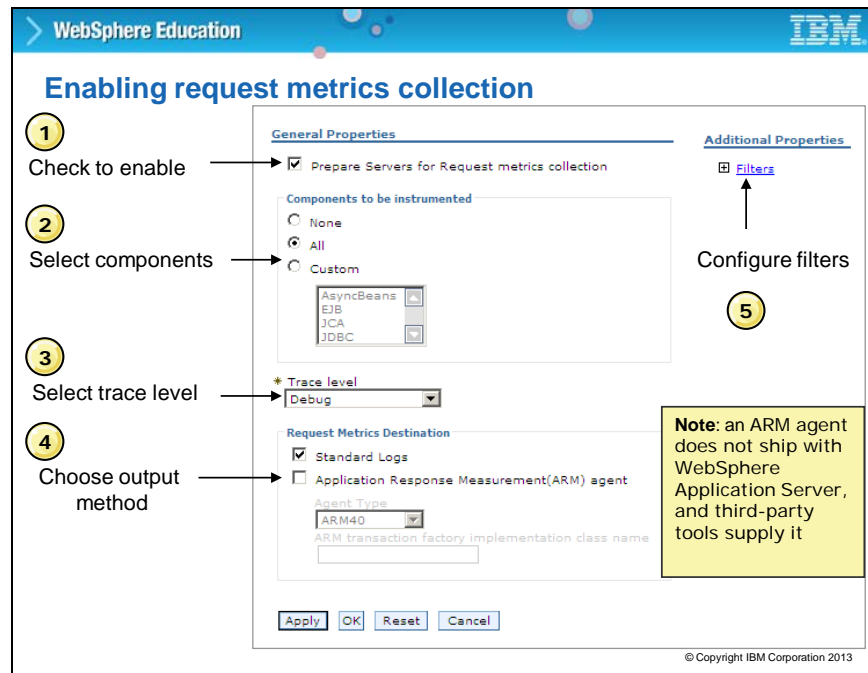 WebSphere Education
IBM.
Enabling request metrics collection
1
Check to enable
2
Select components
3
Select trace level
4
Choose output
method
General Properties
Prepare Servers for Request metrics collection
Components to be instrumented
None
All
Custom
AsyncBeans
EJB
JCA
JDBC
* Trace level
Debug
Request Metrics Destination
Standard Logs
Application Response Measurement(ARM) agent
Agent Type
ARM40
ARM transaction factory implementation class name
Apply OK Reset Cancel
Additional Properties
Filters
Configure filters
5
Note: an ARM agent
does not ship with
WebSphere
Application Server,
and third-party
tools supply it
© Copyright IBM Corporation 2013